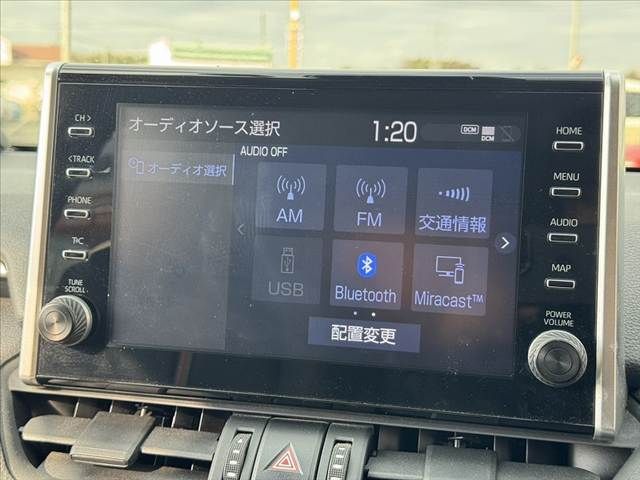 CH >
< TRACK
PHONE
T×C
TUNE
SCROLL
オーディオソース選択
1:20
DCM
DCM
オーディオ選択
AUDIO OFF
AM
FM
交通情報
USB
Bluetooth
Miracast™
配置変更
HOME
MENU
AUDIO
MAP
POWER
VOLUME